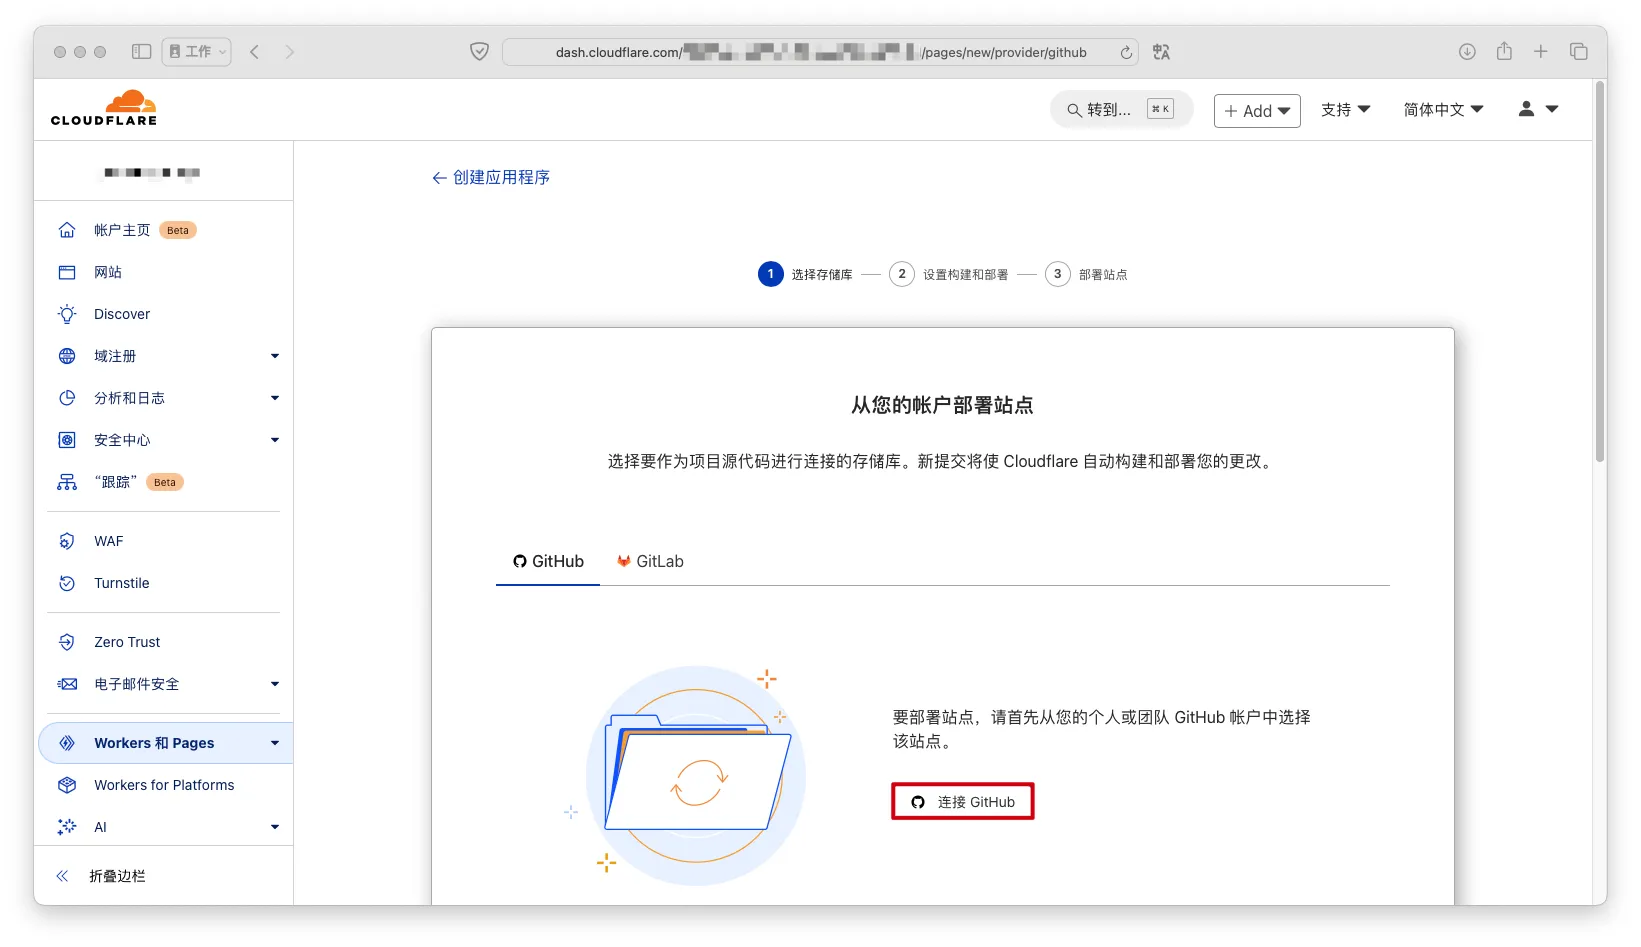 工作
dash.cloudflare.com/
/pages/new/provider/github
CLOUDFLARE
转到...
⌘ K
+ Add
支持
简体中文
← 创建应用程序
帐户主页 Beta
网站
Discover
域注册
分析和日志
安全中心
“跟踪” Beta
WAF
Turnstile
Zero Trust
电子邮件安全
Workers 和 Pages
Workers for Platforms
AI
折叠边栏
1 选择存储库
2 设置构建和部署
3 部署站点
从您的帐户部署站点
选择要作为项目源代码进行连接的存储库。新提交将使 Cloudflare 自动构建和部署您的更改。
GitHub
GitLab
要部署站点，请首先从您的个人或团队 GitHub 帐户中选择
该站点。
连接 GitHub